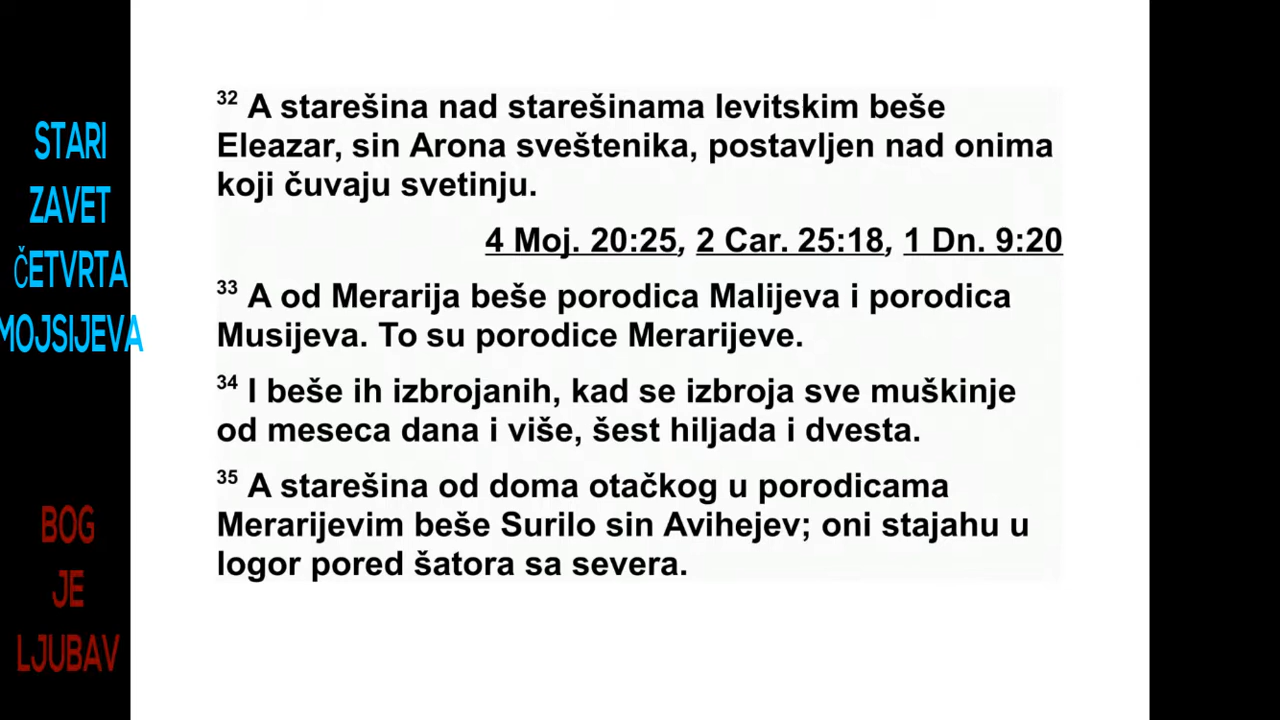 STARI
ZAVET
ČETVRTA
MOJSIJEVA
BOG
JE
LJUBAV
32 A starešina nad starešinama levitskim beše
Eleazar, sin Arona sveštenika, postavljen nad onima
koji čuvaju svetinju.
4 Moj. 20:25, 2 Car. 25:18, 1 Dn. 9:20
33 A od Merarija beše porodica Malijeva i porodica
Musijeva. To su porodice Merarijeve.
34 I beše ih izbrojanih, kad se izbroja sve muškinje
od meseca dana i više, šest hiljada i dvesta.
35 A starešina od doma otačkog u porodicama
Merarijevim beše Surilo sin Avihejev; oni stajahu u
logor pored šatora sa severa.